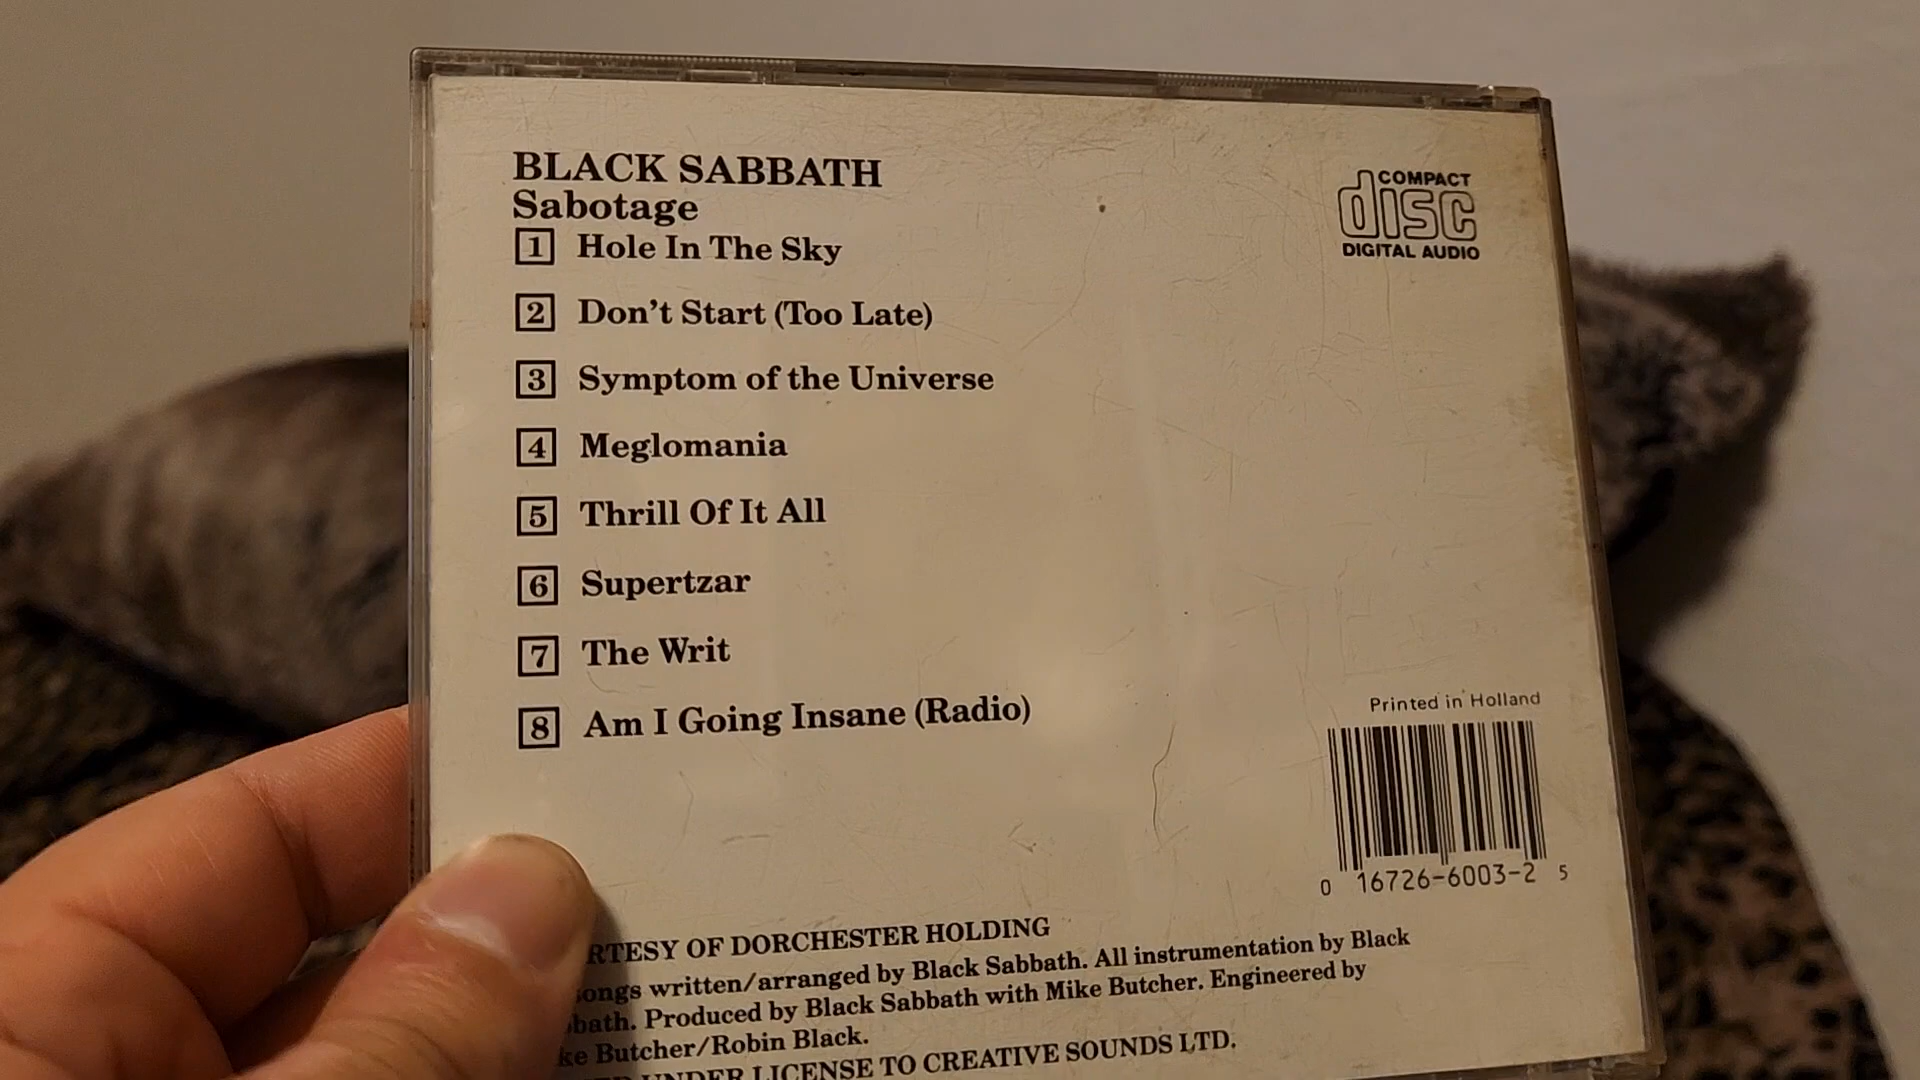 BLACK SABBATH
Sabotage
1 Hole In The Sky
2 Don't Start (Too Late)
3 Symptom of the Universe
4 Meglomania
5 Thrill Of It All
6 Supertzar
7 The Writ
8 Am I Going Insane (Radio)
COMPACT
disc
DIGITAL AUDIO
Printed in Holland
0 16726-6003-2 5
OF DORCHESTER HOLDING
written/arranged by Black Sabbath. All instrumentation by Black
Produced by Black Sabbath with Mike Butcher. Engineered by
Butcher/Robin Black.
UNDER LICENSE TO CREATIVE SOUNDS LTD.